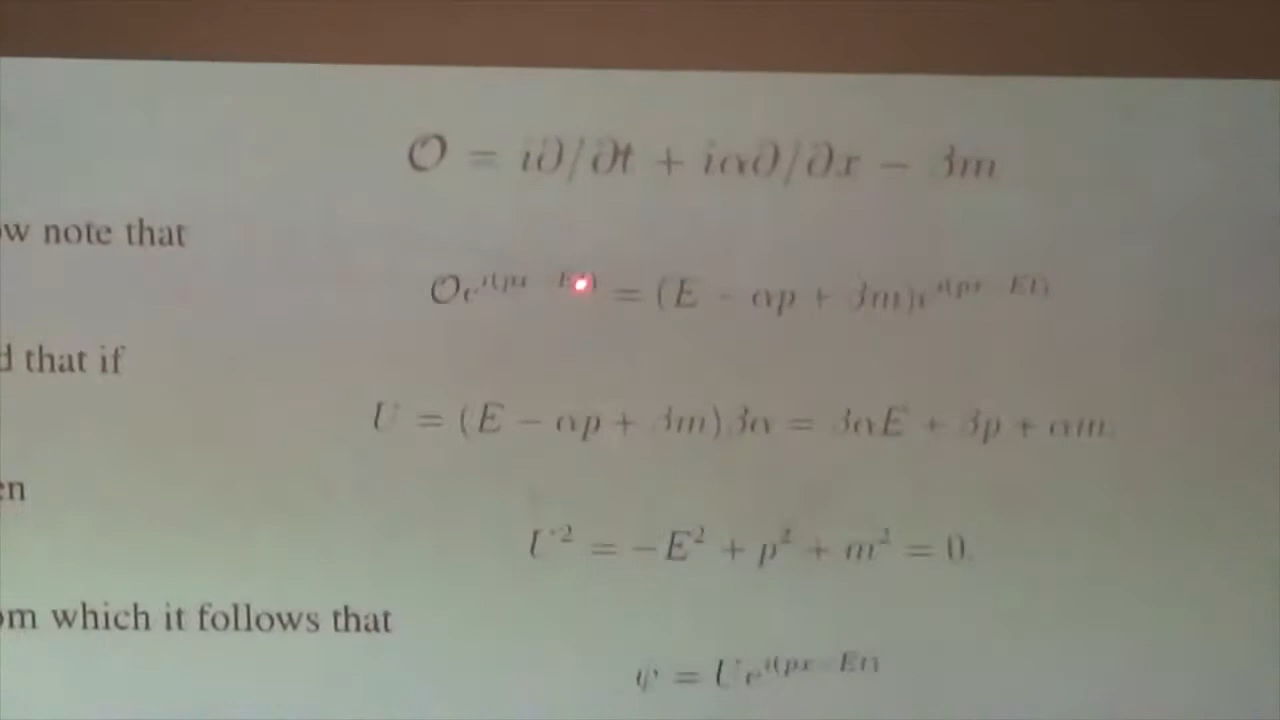 𝒪 = i∂/∂t + iα∂/∂x − βm
ow note that
𝒪e^{i(px − Et)} = (E − αp + βm)e^{i(px − Et)}
d that if
U = (E − αp + βm)βα = βαE + βp + αm.
en
U² = −E² + p² + m² = 0.
om which it follows that
ψ = Ue^{i(px − Et)}